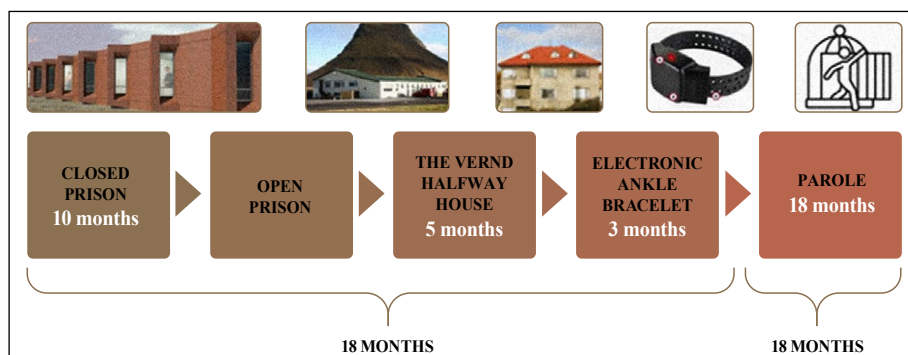 CLOSED
PRISON
10 months
OPEN
PRISON
THE VERND
HALFWAY
HOUSE
5 months
ELECTRONIC
ANKLE
BRACELET
3 months
PAROLE
18 months
18 MONTHS
18 MONTHS